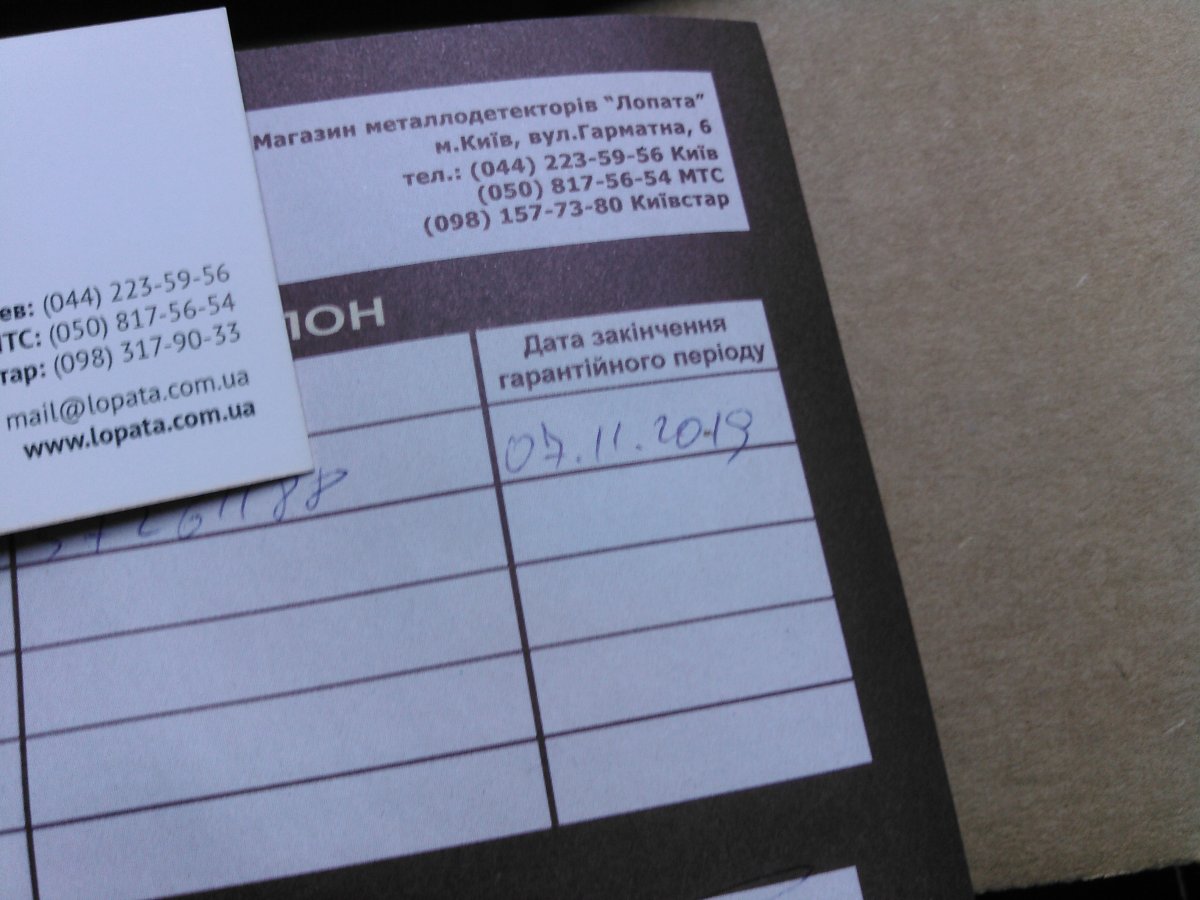 Магазин металлодетекторів “Лопата”
м.Київ, вул.Гарматна, 6
тел.: (044) 223-59-56 Київ
(050) 817-56-54 МТС
(098) 157-73-80 Київстар
ев: (044) 223-59-56
ТС: (050) 817-56-54
тар: (098) 317-90-33
mail@lopata.com.ua
www.lopata.com.ua
ЛОН
Дата закінчення
гарантійного періоду
07.11.2019